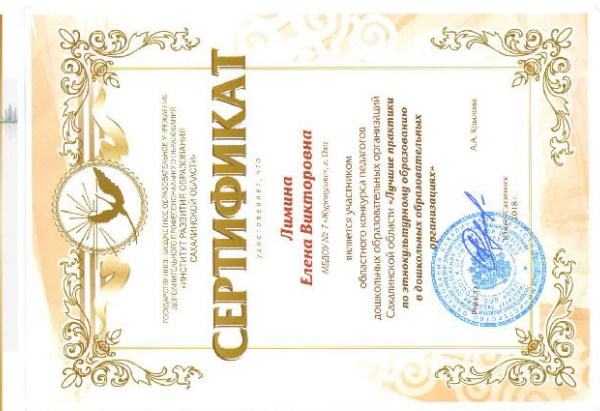 ГОСУДАРСТВЕННОЕ БЮДЖЕТНОЕ ОБРАЗОВАТЕЛЬНОЕ УЧРЕЖДЕНИЕ
ДОПОЛНИТЕЛЬНОГО ПРОФЕССИОНАЛЬНОГО ОБРАЗОВАНИЯ
«ИНСТИТУТ РАЗВИТИЯ ОБРАЗОВАНИЯ
САХАЛИНСКОЙ ОБЛАСТИ»
СЕРТИФИКАТ
удостоверяет, что
Лимина
Елена Викторовна
МБДОУ № 7 «Журавушка», г. Оха
является участником
областного конкурса педагогов
дошкольных образовательных организаций
Сахалинской области «Лучшие практики
по этнокультурному образованию
в дошкольных образовательных
организациях»
А.А. Крылова
2018 г.